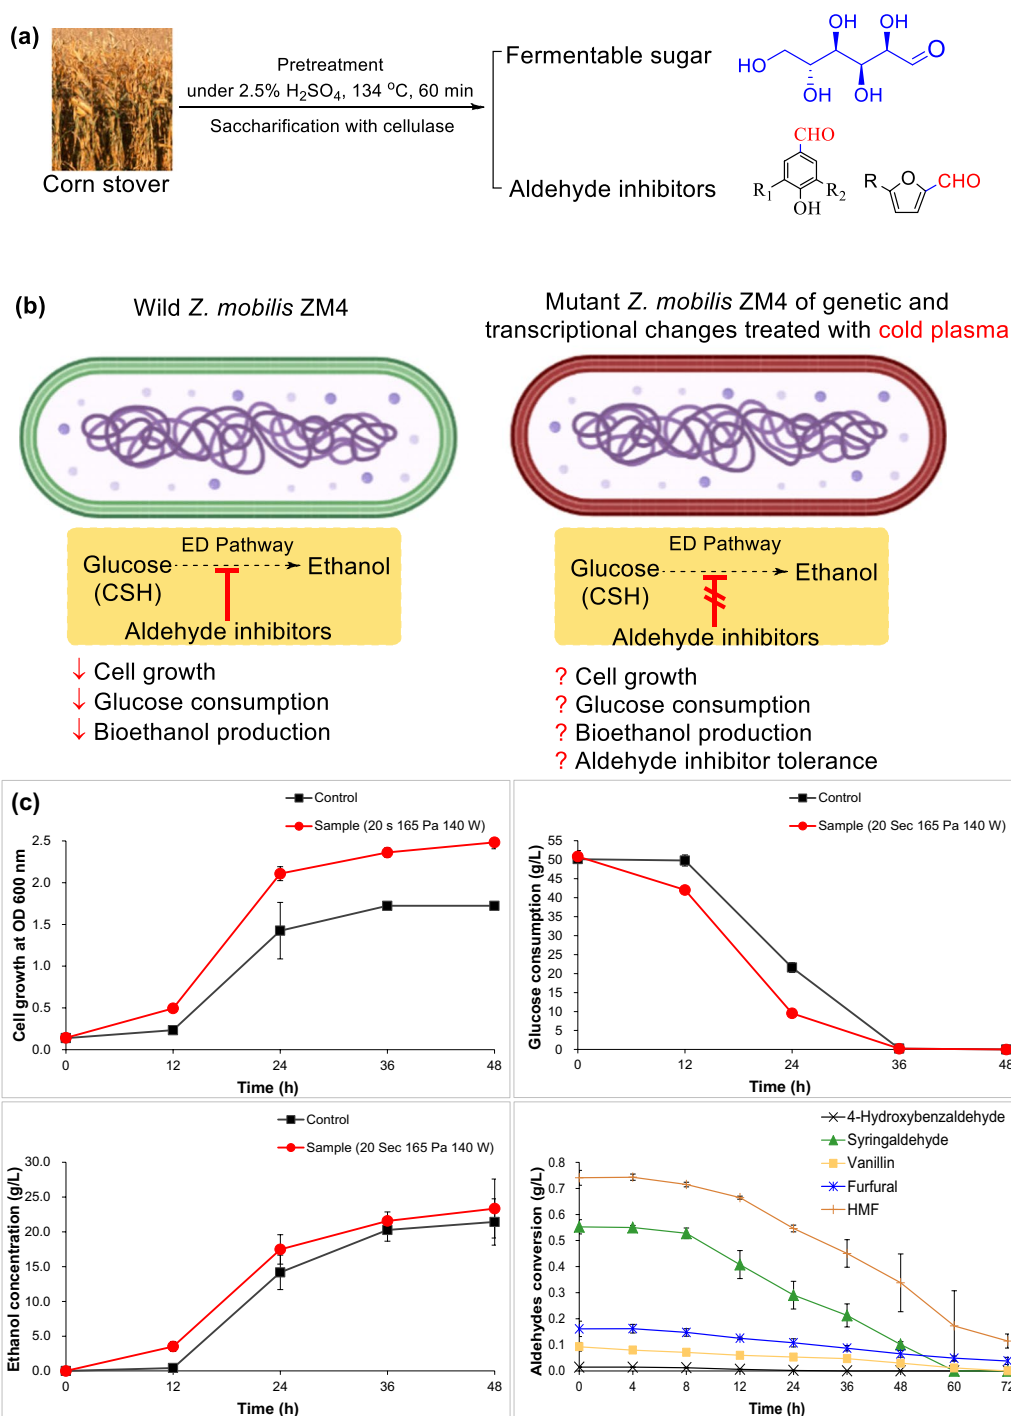 (a)
Pretreatment
under 2.5% H2SO4, 134 oC, 60 min
Saccharification with cellulase
Corn stover
Fermentable sugar
OH OH
HO O
OH OH
Aldehyde inhibitors
CHO
R1 R2
OH
R O CHO
(b)
Wild Z. mobilis ZM4
Mutant Z. mobilis ZM4 of genetic and
transcriptional changes treated with cold plasma
ED Pathway
Glucose Ethanol
(CSH)
Aldehyde inhibitors
↓ Cell growth
↓ Glucose consumption
↓ Bioethanol production
ED Pathway
Glucose Ethanol
(CSH)
Aldehyde inhibitors
? Cell growth
? Glucose consumption
? Bioethanol production
? Aldehyde inhibitor tolerance
(c)
Control
Sample (20 s 165 Pa 140 W)
Cell growth at OD 600 nm
2.5
2.0
1.5
1.0
0.5
0.0
0 12 24 36 48
Time (h)
Control
Sample (20 Sec 165 Pa 140 W)
Glucose consumption (g/L)
55
50
45
40
35
30
25
20
15
10
5
0
0 12 24 36 48
Time (h)
Control
Sample (20 Sec 165 Pa 140 W)
Ethanol concentration (g/L)
30.0
25.0
20.0
15.0
10.0
5.0
0.0
0 12 24 36 48
Time (h)
4-Hydroxybenzaldehyde
Syringaldehyde
Vanillin
Furfural
HMF
Aldehydes conversion (g/L)
0.8
0.7
0.6
0.5
0.4
0.3
0.2
0.1
0.0
0 4 8 12 24 36 48 60 72
Time (h)